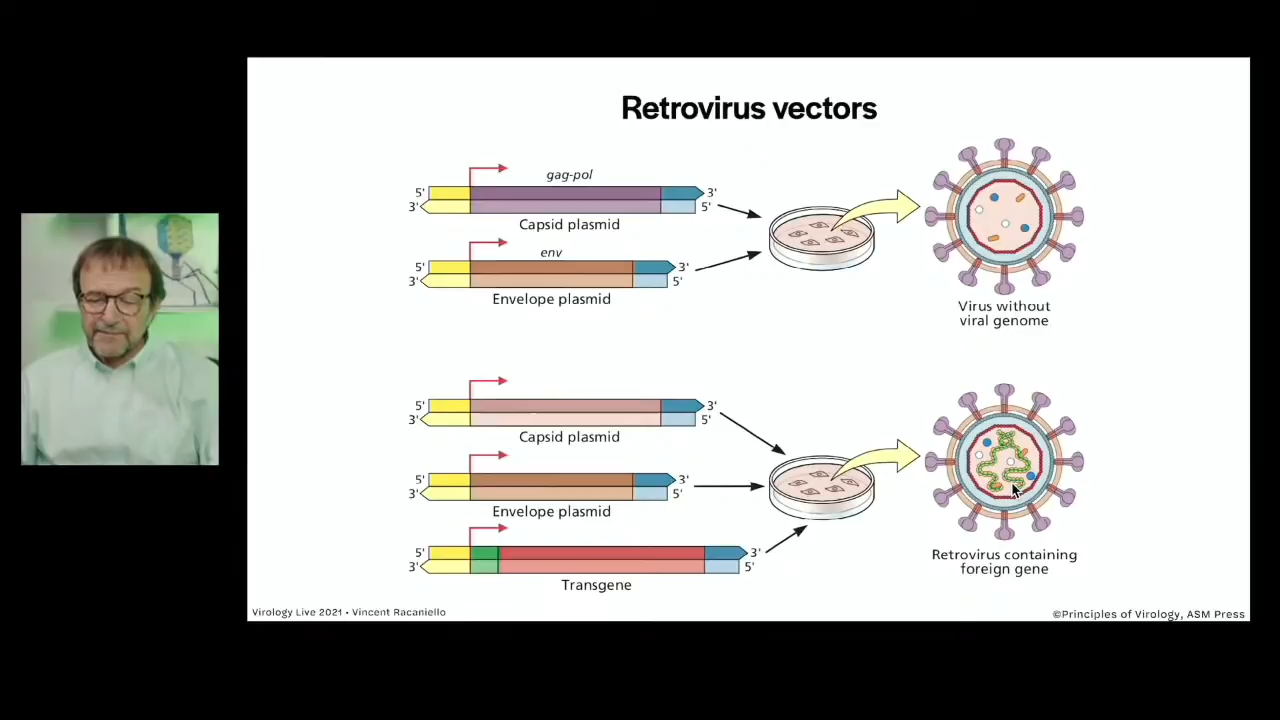 Retrovirus vectors
gag-pol
5' 3'
3' 5'
Capsid plasmid
env
5' 3'
3' 5'
Envelope plasmid
Virus without
viral genome
5' 3'
3' 5'
Capsid plasmid
5' 3'
3' 5'
Envelope plasmid
5' 3'
3' 5'
Transgene
Retrovirus containing
foreign gene
Virology Live 2021 • Vincent Racaniello
©Principles of Virology, ASM Press